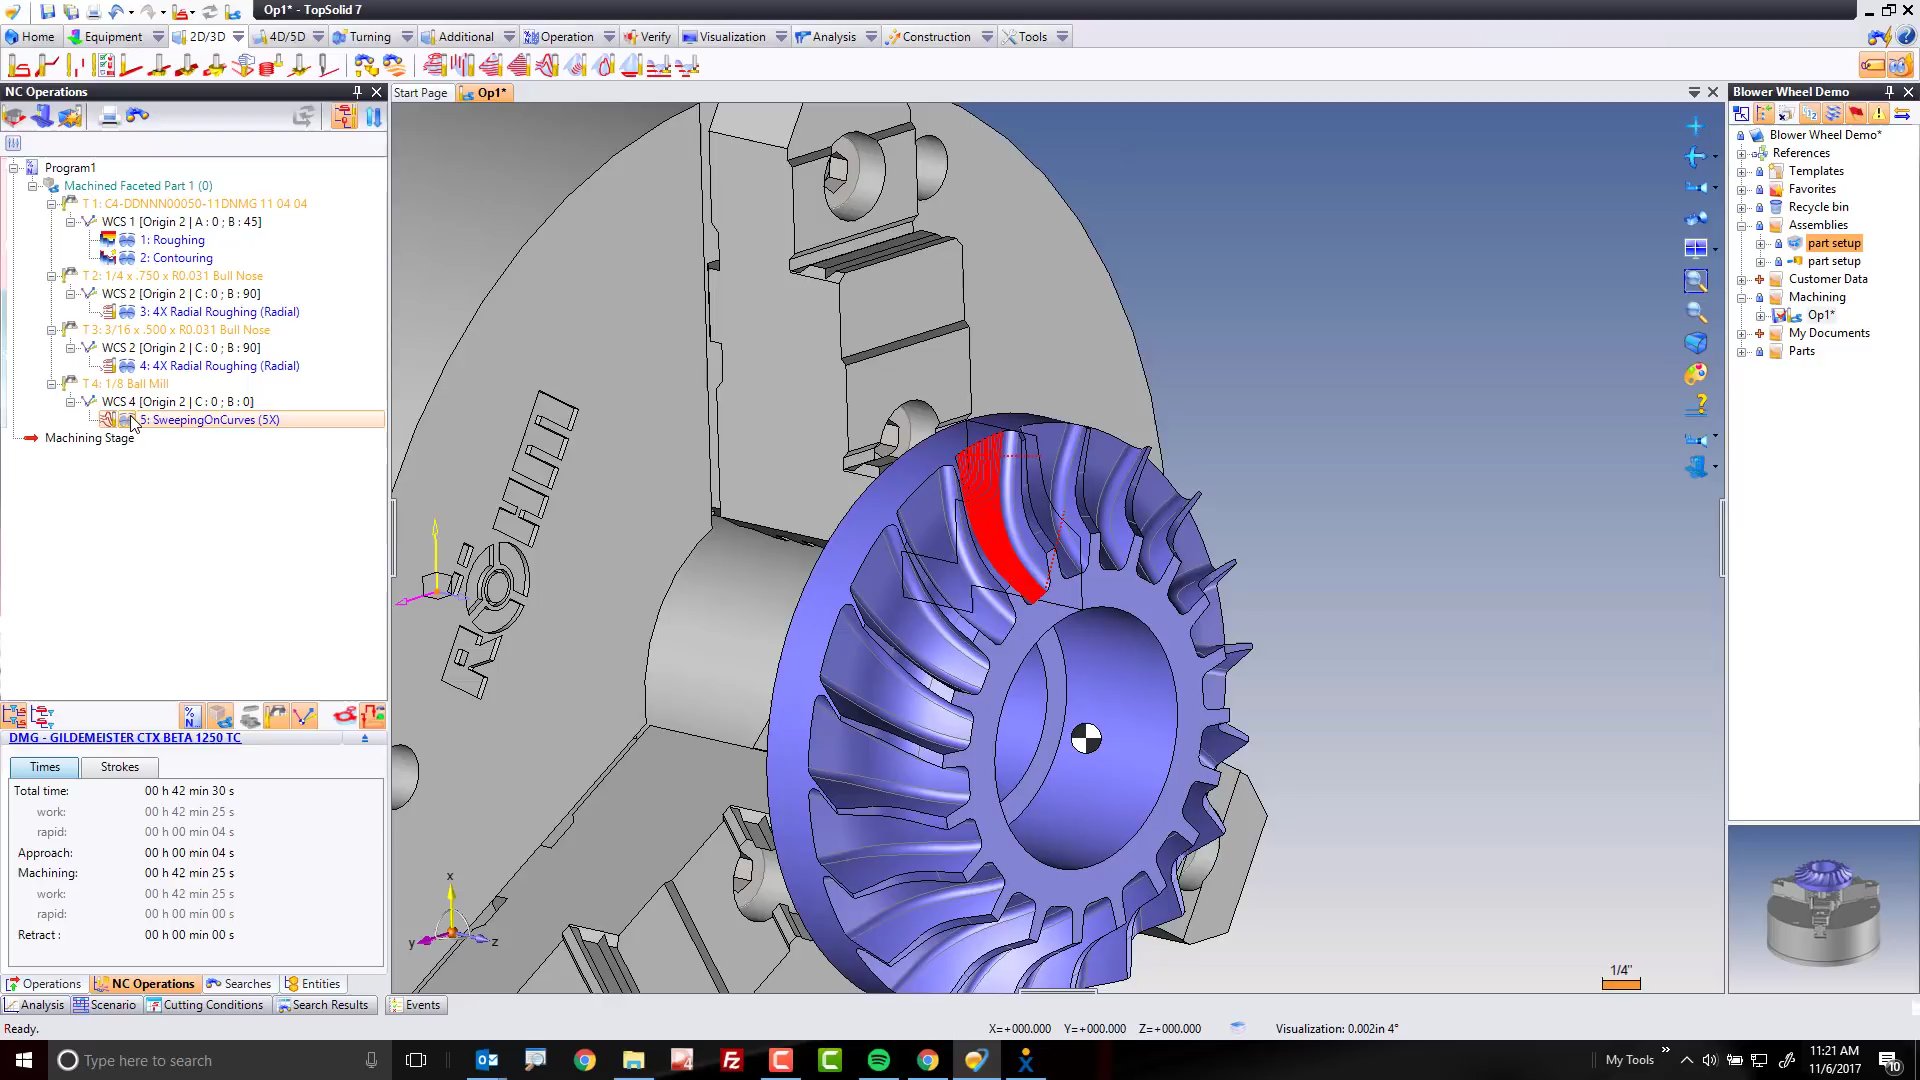 Op1* - TopSolid 7
Home Equipment 2D/3D 4D/5D Turning Additional Operation Verify Visualization Analysis Construction Tools
NC Operations
Start Page Op1*
Blower Wheel Demo
Program1
Machined Faceted Part 1 (0)
T 1: C4-DDNNN00050-11DNMG 11 04 04
WCS 1 [Origin 2 | A : 0 ; B : 45]
1: Roughing
2: Contouring
T 2: 1/4 x .750 x R0.031 Bull Nose
WCS 2 [Origin 2 | C : 0 ; B : 90]
3: 4X Radial Roughing (Radial)
T 3: 3/16 x .500 x R0.031 Bull Nose
WCS 2 [Origin 2 | C : 0 ; B : 90]
4: 4X Radial Roughing (Radial)
T 4: 1/8 Ball Mill
WCS 4 [Origin 2 | C : 0 ; B : 0]
5: SweepingOnCurves (5X)
Machining Stage
DMG - GILDEMEISTER CTX BETA 1250 TC
Times Strokes
Total time: 00 h 42 min 30 s
work: 00 h 42 min 25 s
rapid: 00 h 00 min 04 s
Approach: 00 h 00 min 04 s
Machining: 00 h 42 min 25 s
work: 00 h 42 min 25 s
rapid: 00 h 00 min 00 s
Retract : 00 h 00 min 00 s
Operations NC Operations Searches Entities
Analysis Scenario Cutting Conditions Search Results Events
RÖHM
x
y
z
1/4"
Blower Wheel Demo*
References
Templates
Favorites
Recycle bin
Assemblies
part setup
part setup
Customer Data
Machining
Op1*
My Documents
Parts
Ready.
X=+000.000 Y=+000.000 Z=+000.000 Visualization: 0.002in 4°
Type here to search
My Tools
11:21 AM
11/6/2017
10